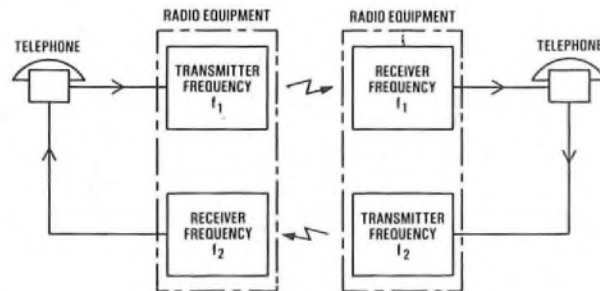 RADIO EQUIPMENT
RADIO EQUIPMENT
TELEPHONE
TELEPHONE
TRANSMITTER
FREQUENCY
f1
RECEIVER
FREQUENCY
f1
RECEIVER
FREQUENCY
f2
TRANSMITTER
FREQUENCY
f2